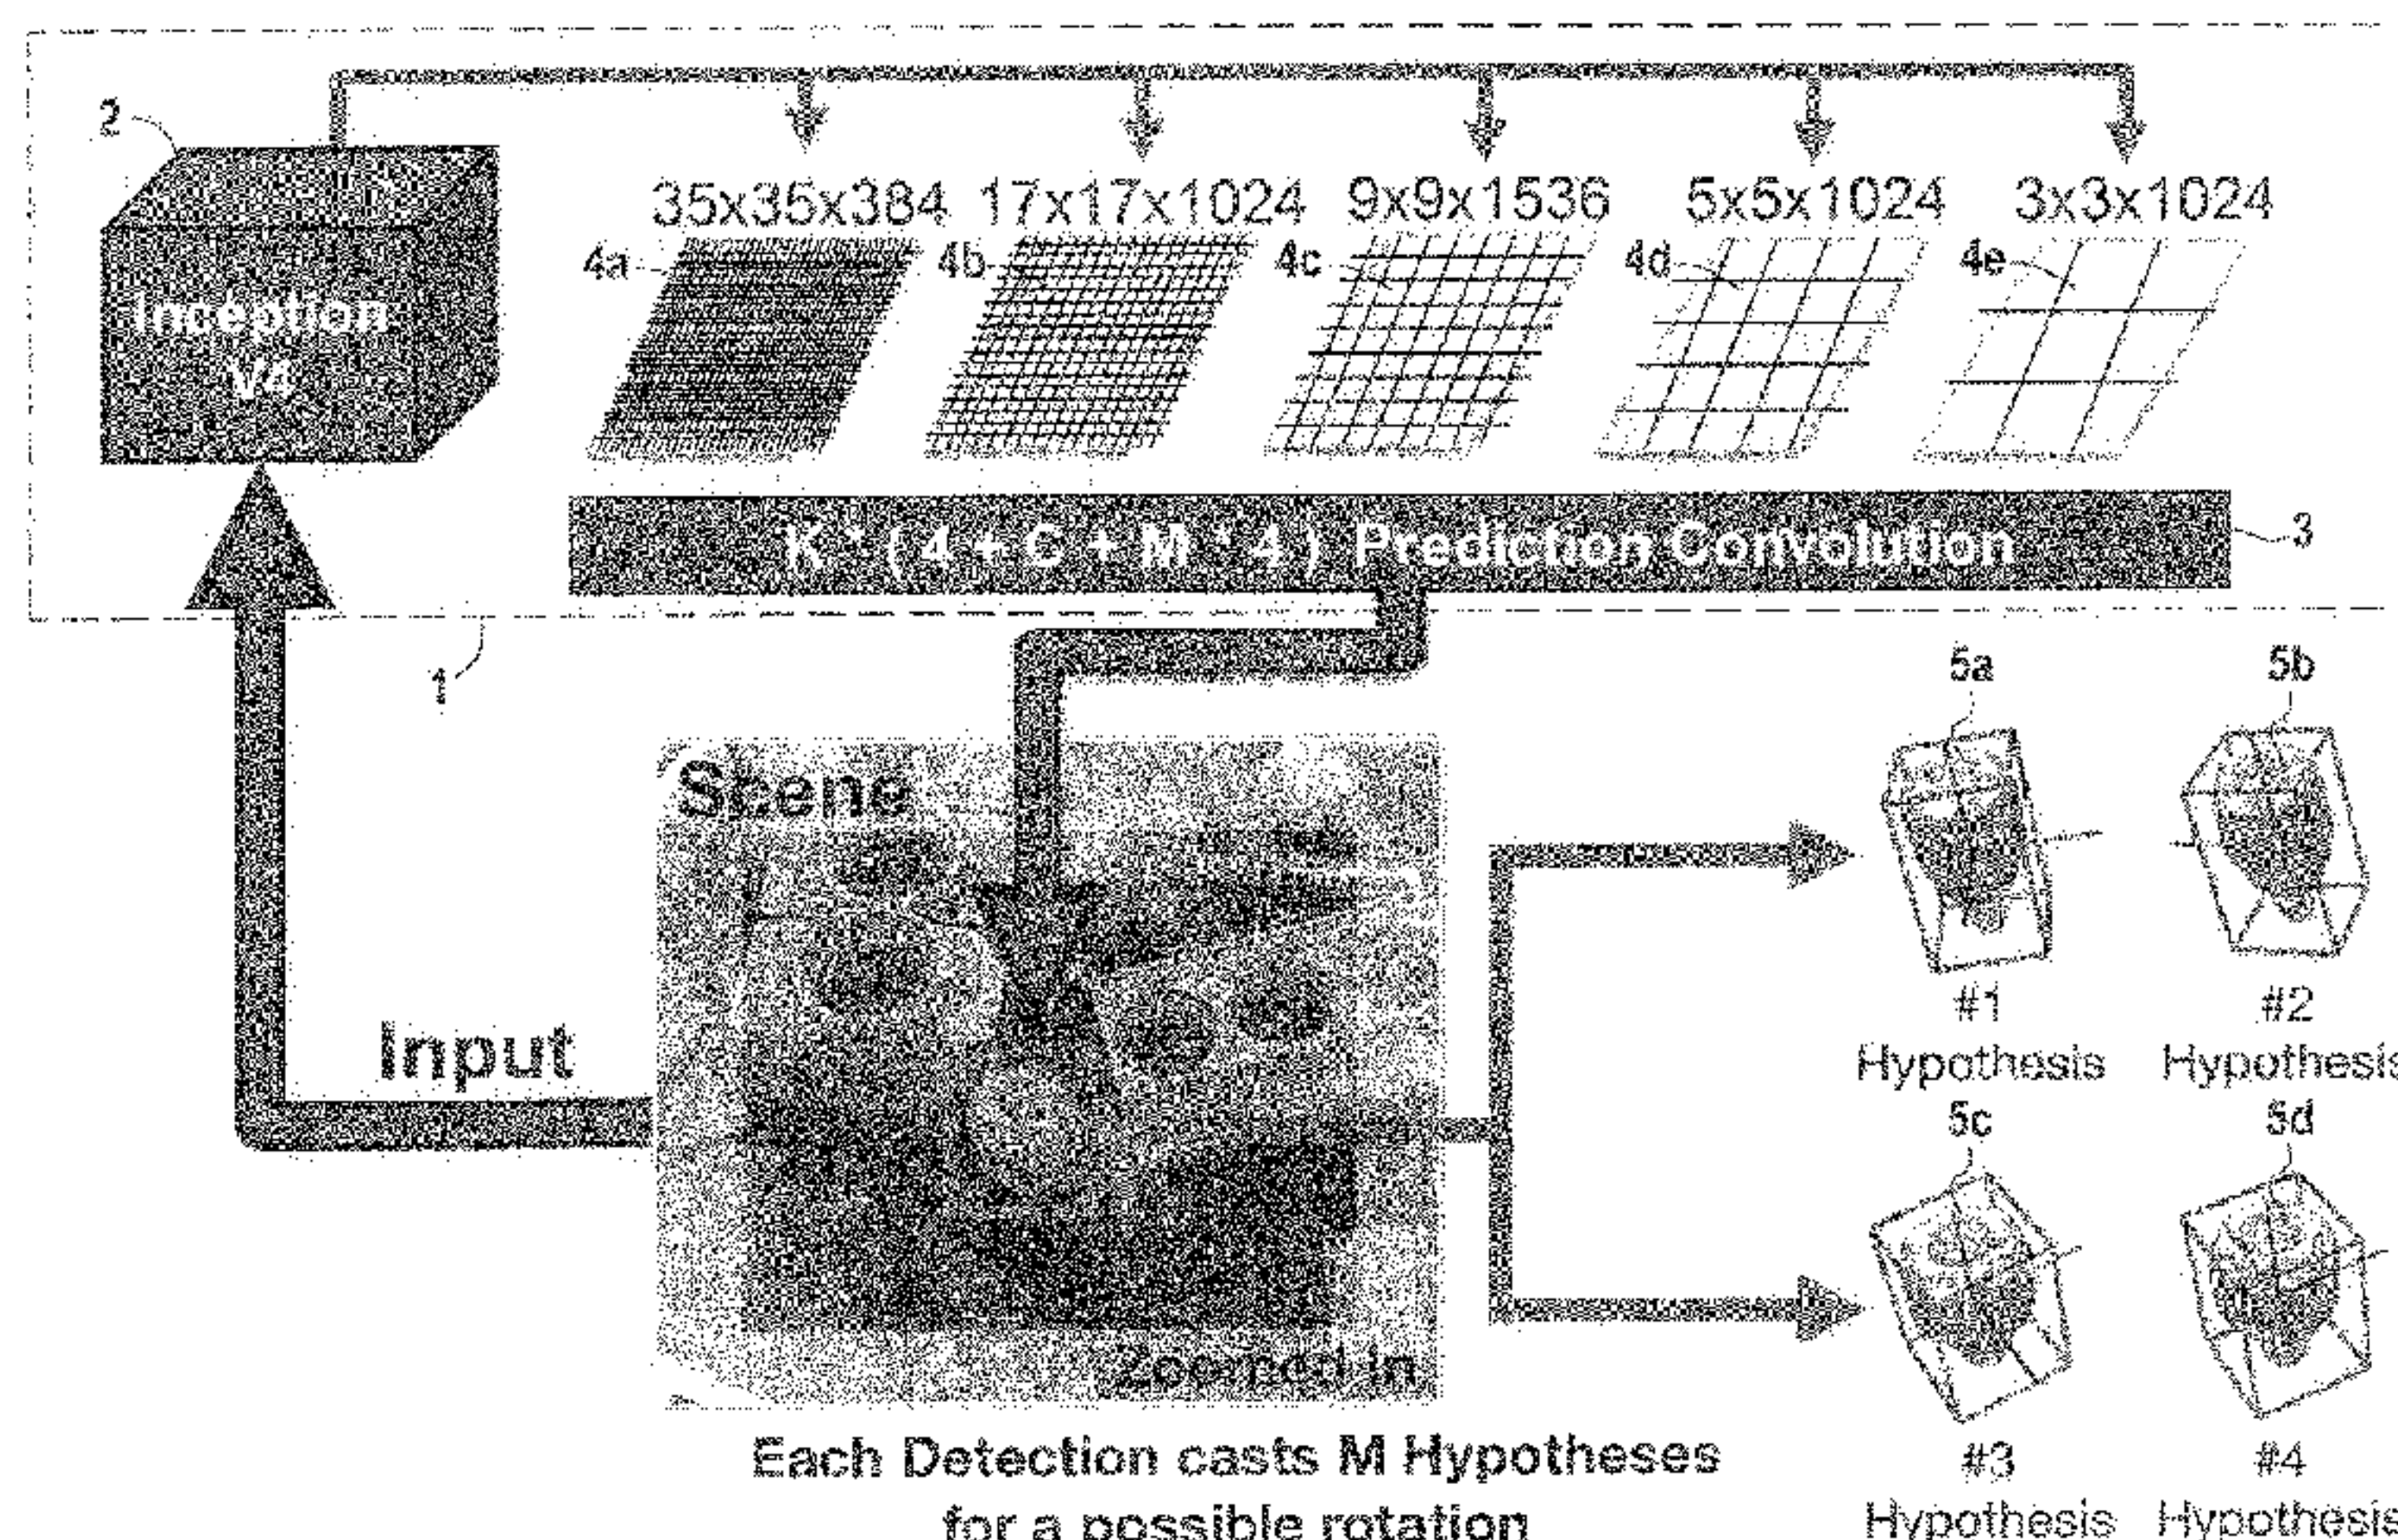 2
35x35x384 17x17x1024 9x9x1536 5x5x1024 3x3x1024
4a 4b 4c 4d 4e
Inception
V4
K * ( 4 + C + M * 4 ) Prediction Convolution
3
1
5a 5b
Scene
#1 #2
Hypothesis Hypothesis
Input
5c 5d
Zoomed in
Each Detection casts M Hypotheses
for a possible rotation
#3 #4
Hypothesis Hypothesis